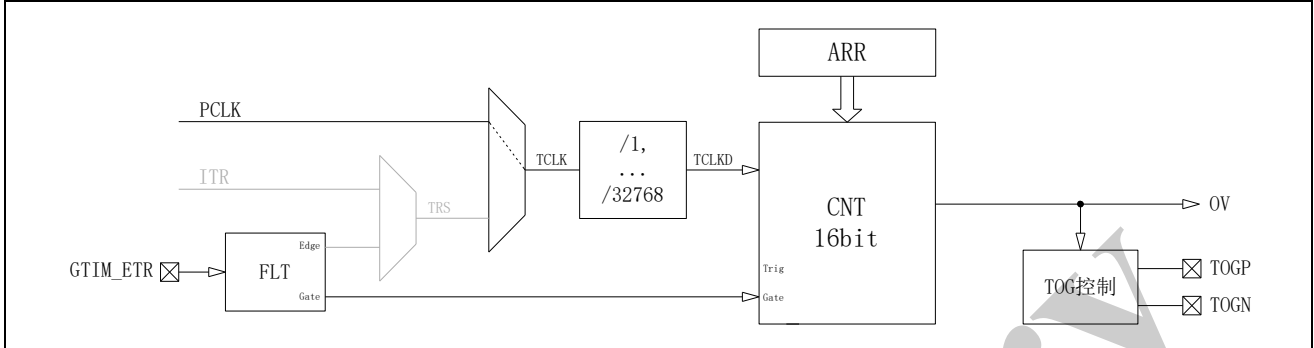 ARR
PCLK
/1,
...
/32768
TCLK
TCLKD
ITR
TRS
CNT
16bit
OV
Edge
GTIM_ETR
FLT
Gate
Trig
Gate
TOG控制
TOGP
TOGN